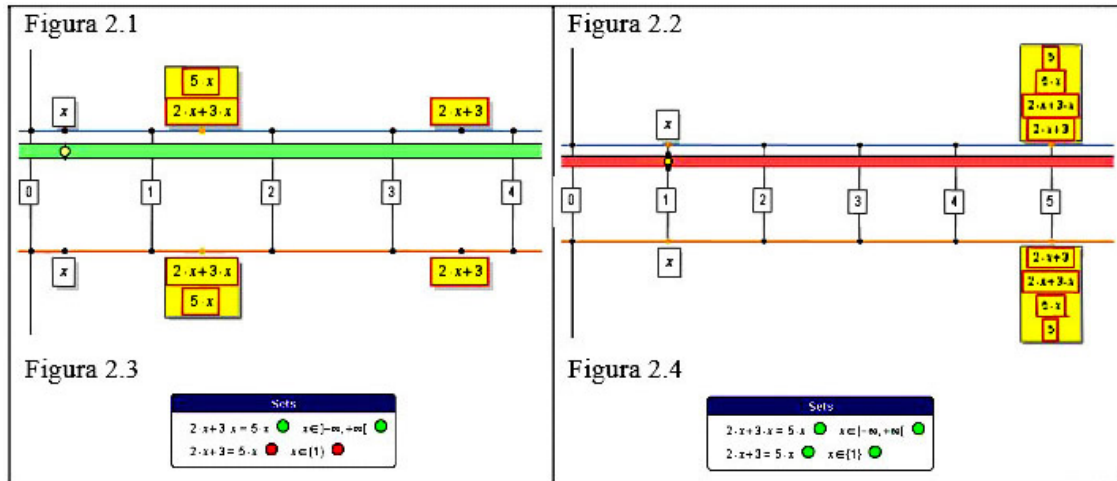 Figura 2.1
5·x
x
2·x+3·x
2·x+3
0
1
2
3
4
x
2·x+3·x
2·x+3
5·x
Figura 2.2
5
5·x
2·x+3·x
x
2·x+3
0
1
2
3
4
5
x
2·x+3
2·x+3·x
5·x
5
Figura 2.3
Sets
2·x+3·x=5·x x∈]-∞,+∞[
2·x+3=5·x x∈{1}
Figura 2.4
Sets
2·x+3·x=5·x x∈]-∞,+∞[
2·x+3=5·x x∈{1}